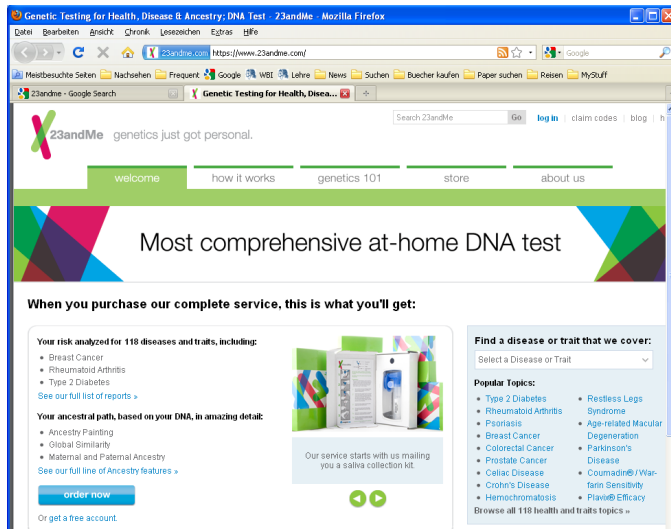 Genetic Testing for Health, Disease & Ancestry; DNA Test - 23andMe - Mozilla Firefox
Datei Bearbeiten Ansicht Chronik Lesezeichen Extras Hilfe
23andme.com https://www.23andme.com/ Google
Meistbesuchte Seiten Nachsehen Frequent Google WBI Lehre News Suchen Buecher kaufen Paper suchen Reisen MyStuff
23andme - Google Search Genetic Testing for Health, Disea...
Search 23andMe Go log in claim codes blog h
23andMe genetics just got personal.
welcome how it works genetics 101 store about us
Most comprehensive at-home DNA test
When you purchase our complete service, this is what you'll get:
Your risk analyzed for 118 diseases and traits, including:
• Breast Cancer
• Rheumatoid Arthritis
• Type 2 Diabetes
See our full list of reports »
Your ancestral path, based on your DNA, in amazing detail:
• Ancestry Painting
• Global Similarity
• Maternal and Paternal Ancestry
See our full line of Ancestry features »
order now
Or get a free account.
Our service starts with us mailing
you a saliva collection kit.
Find a disease or trait that we cover:
Select a Disease or Trait
Popular Topics:
• Type 2 Diabetes
• Rheumatoid Arthritis
• Psoriasis
• Breast Cancer
• Colorectal Cancer
• Prostate Cancer
• Celiac Disease
• Crohn's Disease
• Hemochromatosis
• Restless Legs
Syndrome
• Age-related Macular
Degeneration
• Parkinson's
Disease
• Coumadin® / War-
farin Sensitivity
• Plavix® Efficacy
Browse all 118 health and traits topics »